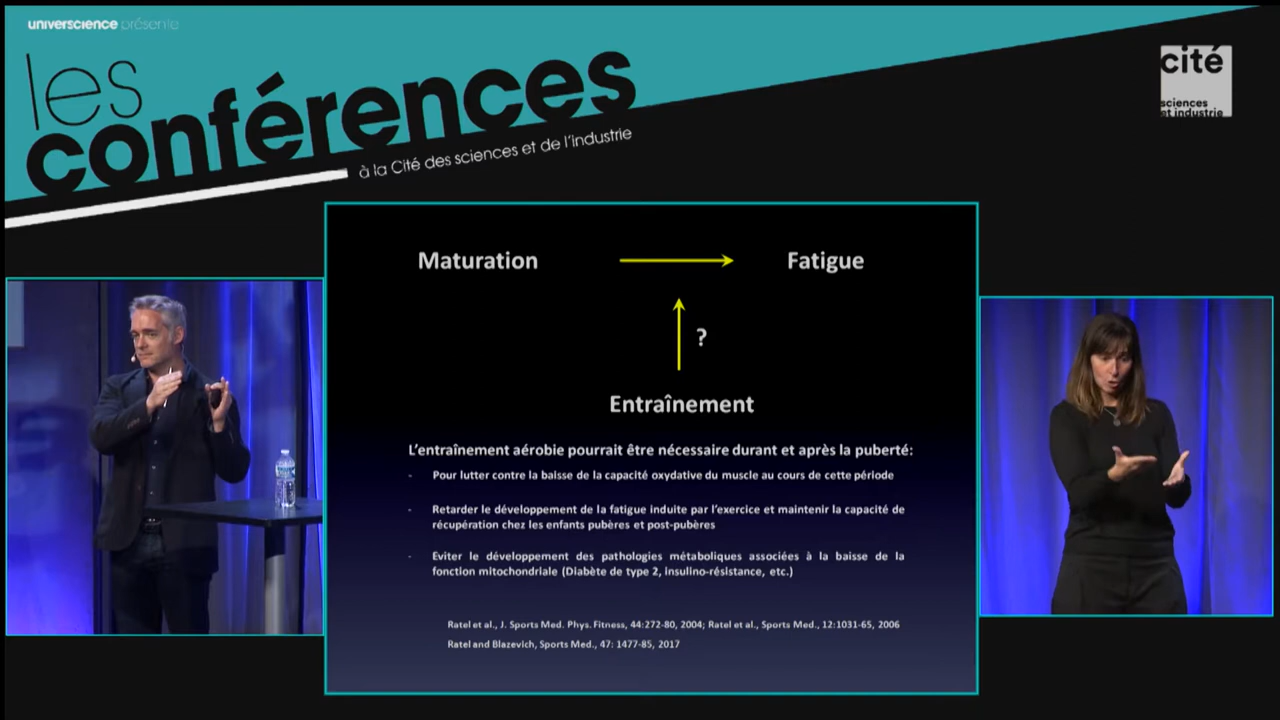 universcience présente
les
conférences
à la Cité des sciences et de l'industrie
cité
sciences
et industrie
Maturation
Fatigue
?
Entraînement
L'entraînement aérobie pourrait être nécessaire durant et après la puberté:
- Pour lutter contre la baisse de la capacité oxydative du muscle au cours de cette période
- Retarder le développement de la fatigue induite par l'exercice et maintenir la capacité de
récupération chez les enfants pubères et post-pubères
- Eviter le développement des pathologies métaboliques associées à la baisse de la
fonction mitochondriale (Diabète de type 2, insulino-résistance, etc.)
Ratel et al., J. Sports Med. Phys. Fitness, 44:272-80, 2004; Ratel et al., Sports Med., 12:1031-65, 2006
Ratel and Blazevich, Sports Med., 47: 1477-85, 2017